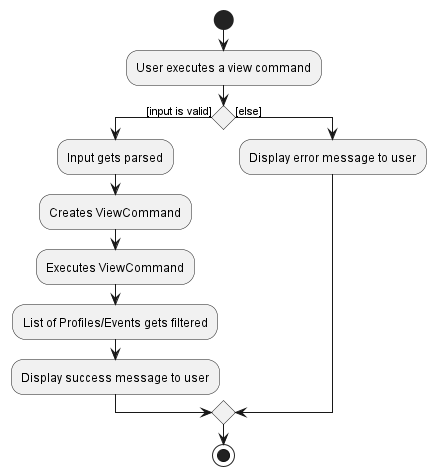 User executes a view command
[input is valid]
[else]
Input gets parsed
Display error message to user
Creates ViewCommand
Executes ViewCommand
List of Profiles/Events gets filtered
Display success message to user